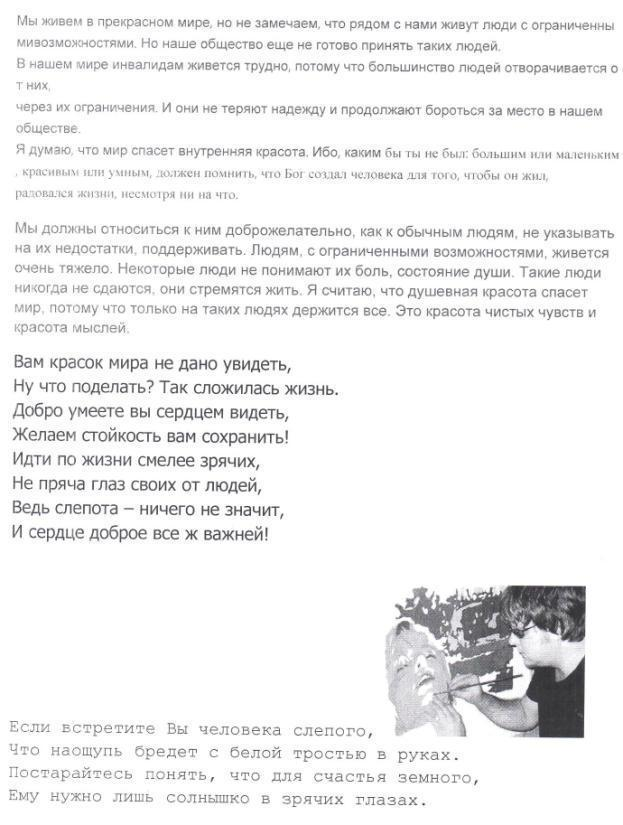 Мы живем в прекрасном мире, но не замечаем, что рядом с нами живут люди с ограниченны
мивозможностями. Но наше общество еще не готово принять таких людей.
В нашем мире инвалидам живется трудно, потому что большинство людей отворачивается о
т них,
через их ограничения. И они не теряют надежду и продолжают бороться за место в нашем
обществе.
Я думаю, что мир спасет внутренняя красота. Ибо, каким бы ты не был: большим или маленьким
, красивым или умным, должен помнить, что Бог создал человека для того, чтобы он жил,
радовался жизни, несмотря ни на что.
Мы должны относиться к ним доброжелательно, как к обычным людям, не указывать
на их недостатки, поддерживать. Людям, с ограниченными возможностями, живется
очень тяжело. Некоторые люди не понимают их боль, состояние души. Такие люди
никогда не сдаются, они стремятся жить. Я считаю, что душевная красота спасет
мир, потому что только на таких людях держится все. Это красота чистых чувств и
красота мыслей.
Вам красок мира не дано увидеть,
Ну что поделать? Так сложилась жизнь.
Добро умеете вы сердцем видеть,
Желаем стойкость вам сохранить!
Идти по жизни смелее зрячих,
Не пряча глаз своих от людей,
Ведь слепота – ничего не значит,
И сердце доброе все ж важней!
Если встретите Вы человека слепого,
Что наощупь бредет с белой тростью в руках.
Постарайтесь понять, что для счастья земного,
Ему нужно лишь солнышко в зрячих глазах.